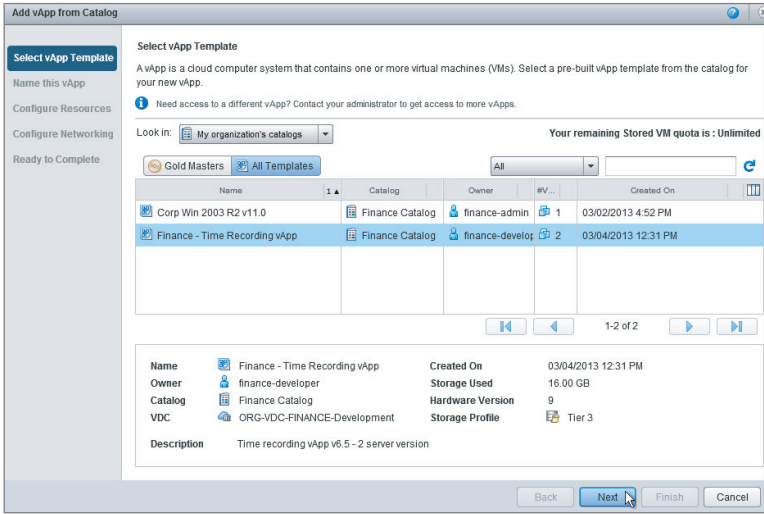 Add vApp from Catalog
Select vApp Template
Name this vApp
Configure Resources
Configure Networking
Ready to Complete
Select vApp Template
A vApp is a cloud computer system that contains one or more virtual machines (VMs). Select a pre-built vApp template from the catalog for
your new vApp.
Need access to a different vApp? Contact your administrator to get access to more vApps.
Look in: My organization's catalogs Your remaining Stored VM quota is : Unlimited
Gold Masters All Templates All
Name 1 Catalog Owner #V... Created On
Corp Win 2003 R2 v11.0 Finance Catalog finance-admin 1 03/02/2013 4:52 PM
Finance - Time Recording vApp Finance Catalog finance-develop 2 03/04/2013 12:31 PM
1-2 of 2
Name Finance - Time Recording vApp Created On 03/04/2013 12:31 PM
Owner finance-developer Storage Used 16.00 GB
Catalog Finance Catalog Hardware Version 9
VDC ORG-VDC-FINANCE-Development Storage Profile Tier 3
Description Time recording vApp v6.5 - 2 server version
Back Next Finish Cancel